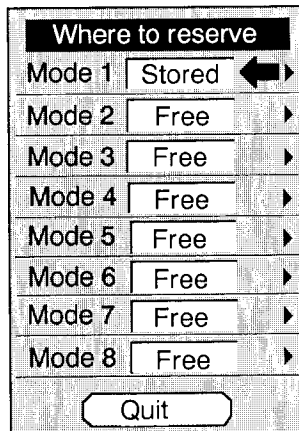 Where to reserve
Mode 1 Stored
Mode 2 Free
Mode 3 Free
Mode 4 Free
Mode 5 Free
Mode 6 Free
Mode 7 Free
Mode 8 Free
Quit